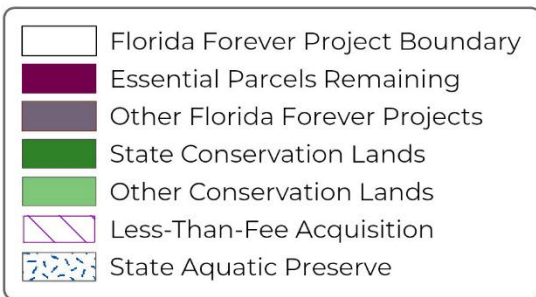 Florida Forever Project Boundary
Essential Parcels Remaining
Other Florida Forever Projects
State Conservation Lands
Other Conservation Lands
Less-Than-Fee Acquisition
State Aquatic Preserve